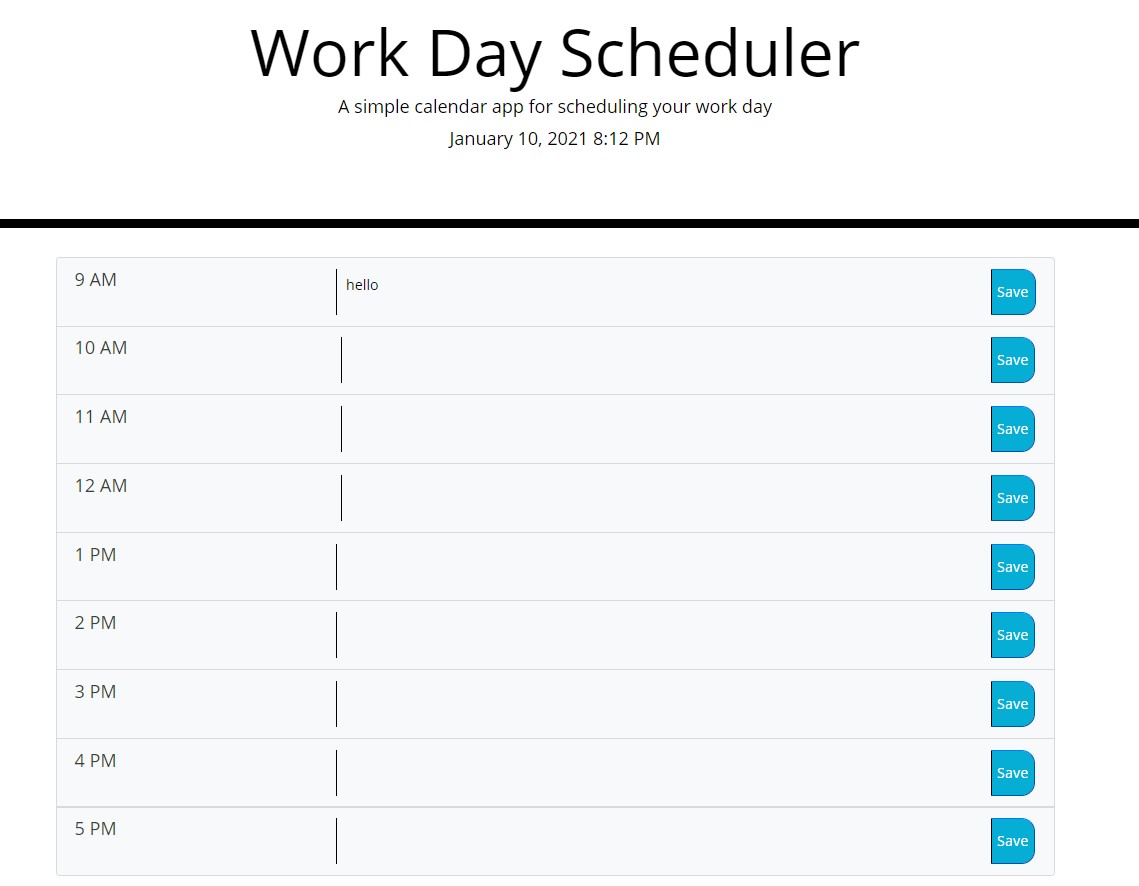 Work Day Scheduler
A simple calendar app for scheduling your work day
January 10, 2021 8:12 PM
9 AM hello Save
10 AM Save
11 AM Save
12 AM Save
1 PM Save
2 PM Save
3 PM Save
4 PM Save
5 PM Save